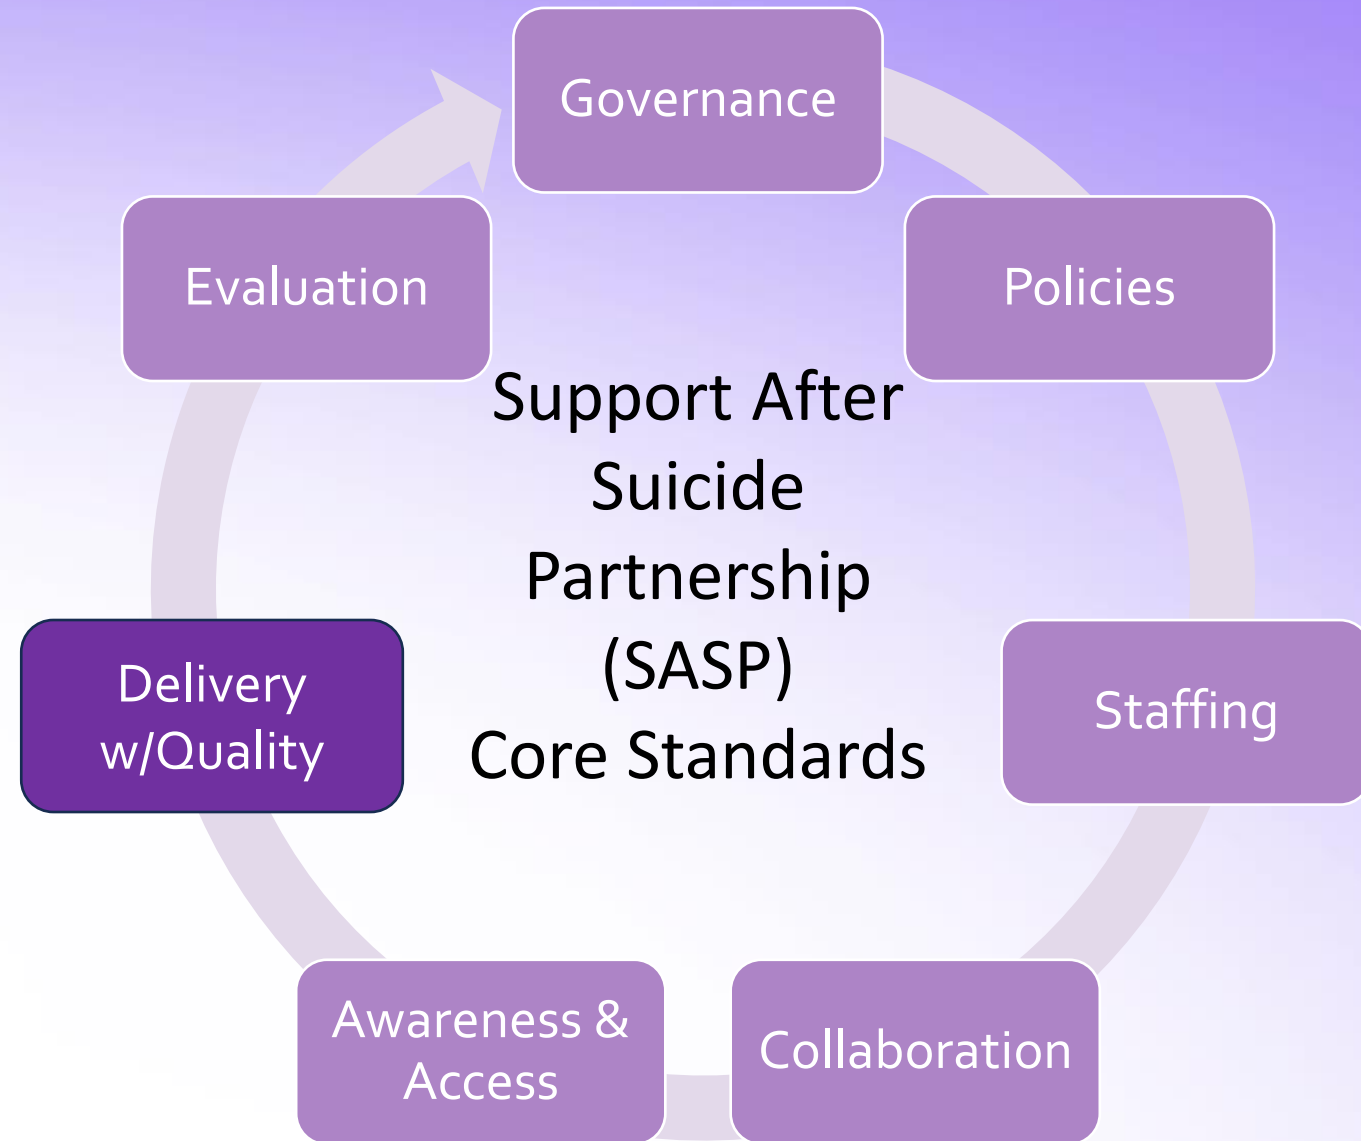 Governance
Policies
Staffing
Collaboration
Awareness &
Access
Delivery
w/Quality
Evaluation
Support After
Suicide
Partnership
(SASP)
Core Standards